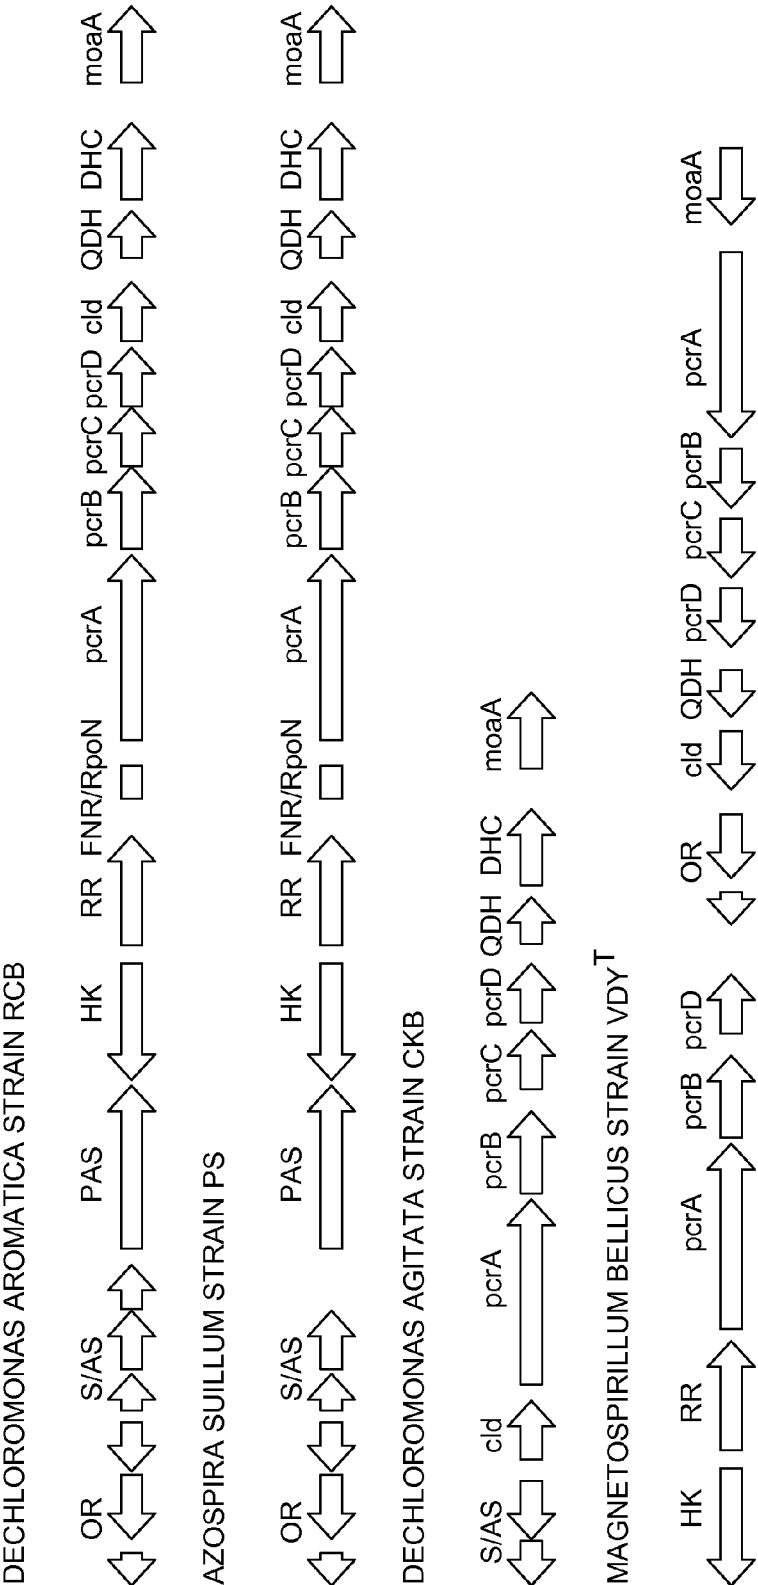 DECHLOROMONAS AROMATICA STRAIN RCB
OR S/AS PAS HK RR FNR/RpoN pcrA pcrB pcrC pcrD cld QDH DHC moaA
AZOSPIRA SUILLUM STRAIN PS
OR S/AS PAS HK RR FNR/RpoN pcrA pcrB pcrC pcrD cld QDH DHC moaA
DECHLOROMONAS AGITATA STRAIN CKB
S/AS cld pcrA pcrB pcrC pcrD QDH DHC moaA
MAGNETOSPIRILLUM BELLICUS STRAIN VDYᵀ
HK RR pcrA pcrB pcrD OR cld QDH pcrD pcrC pcrB pcrA moaA